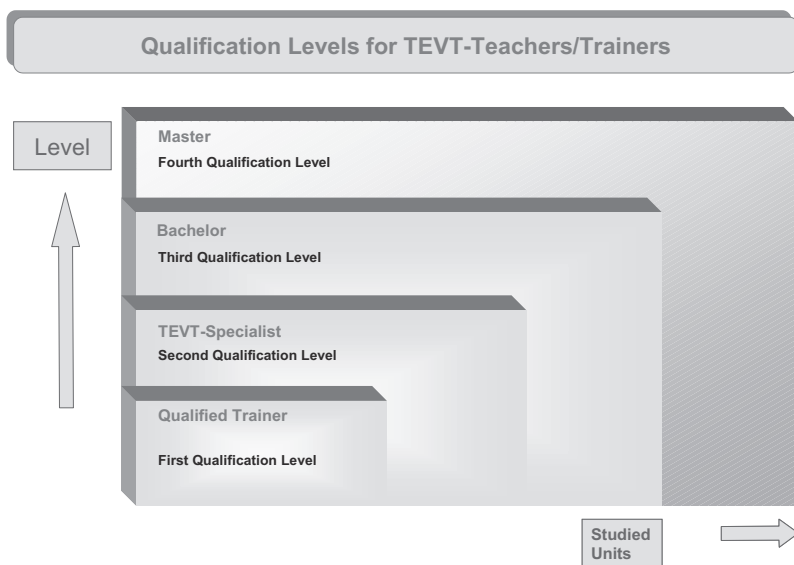 Qualification Levels for TEVT-Teachers/Trainers
Level
Master
Fourth Qualification Level
Bachelor
Third Qualification Level
TEVT-Specialist
Second Qualification Level
Qualified Trainer
First Qualification Level
Studied
Units